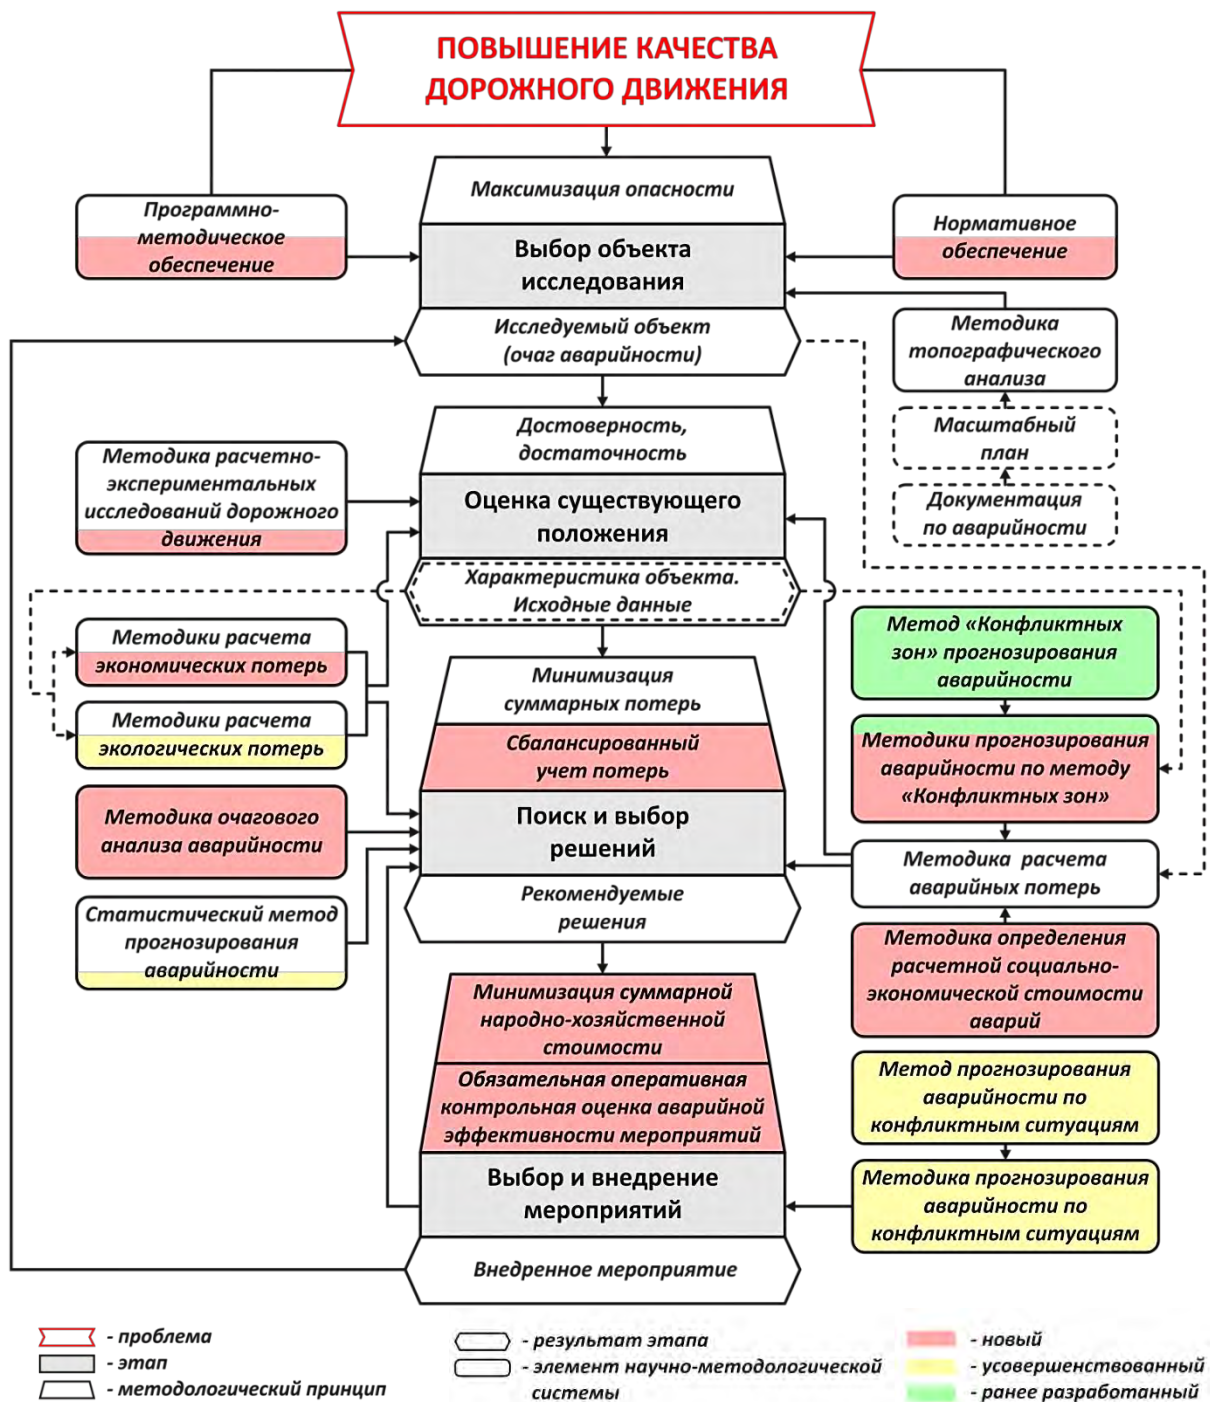 ПОВЫШЕНИЕ КАЧЕСТВА
ДОРОЖНОГО ДВИЖЕНИЯ
Максимизация опасности
Выбор объекта
исследования
Исследуемый объект
(очаг аварийности)
Программно-
методическое
обеспечение
Нормативное
обеспечение
Методика
топографического
анализа
Масштабный
план
Документация
по аварийности
Достоверность,
достаточность
Оценка существующего
положения
Характеристика объекта.
Исходные данные
Методика расчетно-
экспериментальных
исследований дорожного
движения
Методики расчета
экономических потерь
Методики расчета
экологических потерь
Методика очагового
анализа аварийности
Статистический метод
прогнозирования
аварийности
Минимизация
суммарных потерь
Сбалансированный
учет потерь
Поиск и выбор
решений
Рекомендуемые
решения
Метод «Конфликтных
зон» прогнозирования
аварийности
Методики прогнозирования
аварийности по методу
«Конфликтных зон»
Методика расчета
аварийных потерь
Методика определения
расчетной социально-
экономической стоимости
аварий
Метод прогнозирования
аварийности по
конфликтным ситуациям
Методика прогнозирования
аварийности по
конфликтным ситуациям
Минимизация суммарной
народно-хозяйственной
стоимости
Обязательная оперативная
контрольная оценка аварийной
эффективности мероприятий
Выбор и внедрение
мероприятий
Внедренное мероприятие
- проблема
- этап
- методологический принцип
- результат этапа
- элемент научно-методологической
системы
- новый
- усовершенствованный
- ранее разработанный